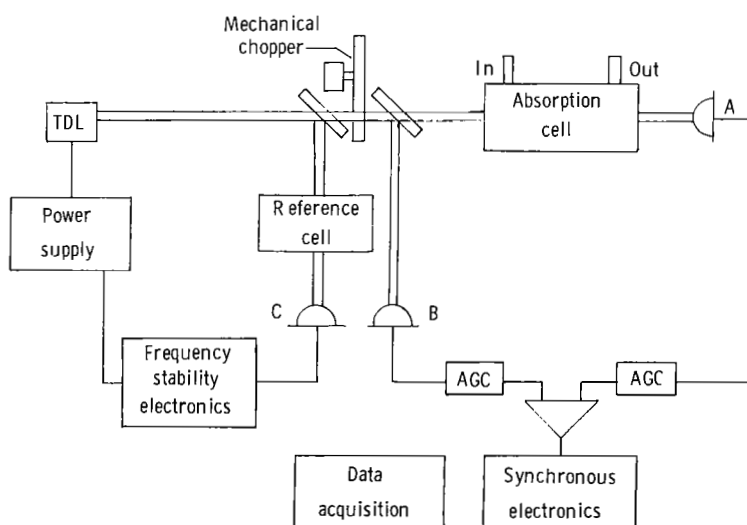 Mechanical
chopper
In
Out
Absorption
cell
A
TDL
Reference
cell
Power
supply
C
B
Frequency
stability
electronics
AGC
AGC
Data
acquisition
Synchronous
electronics